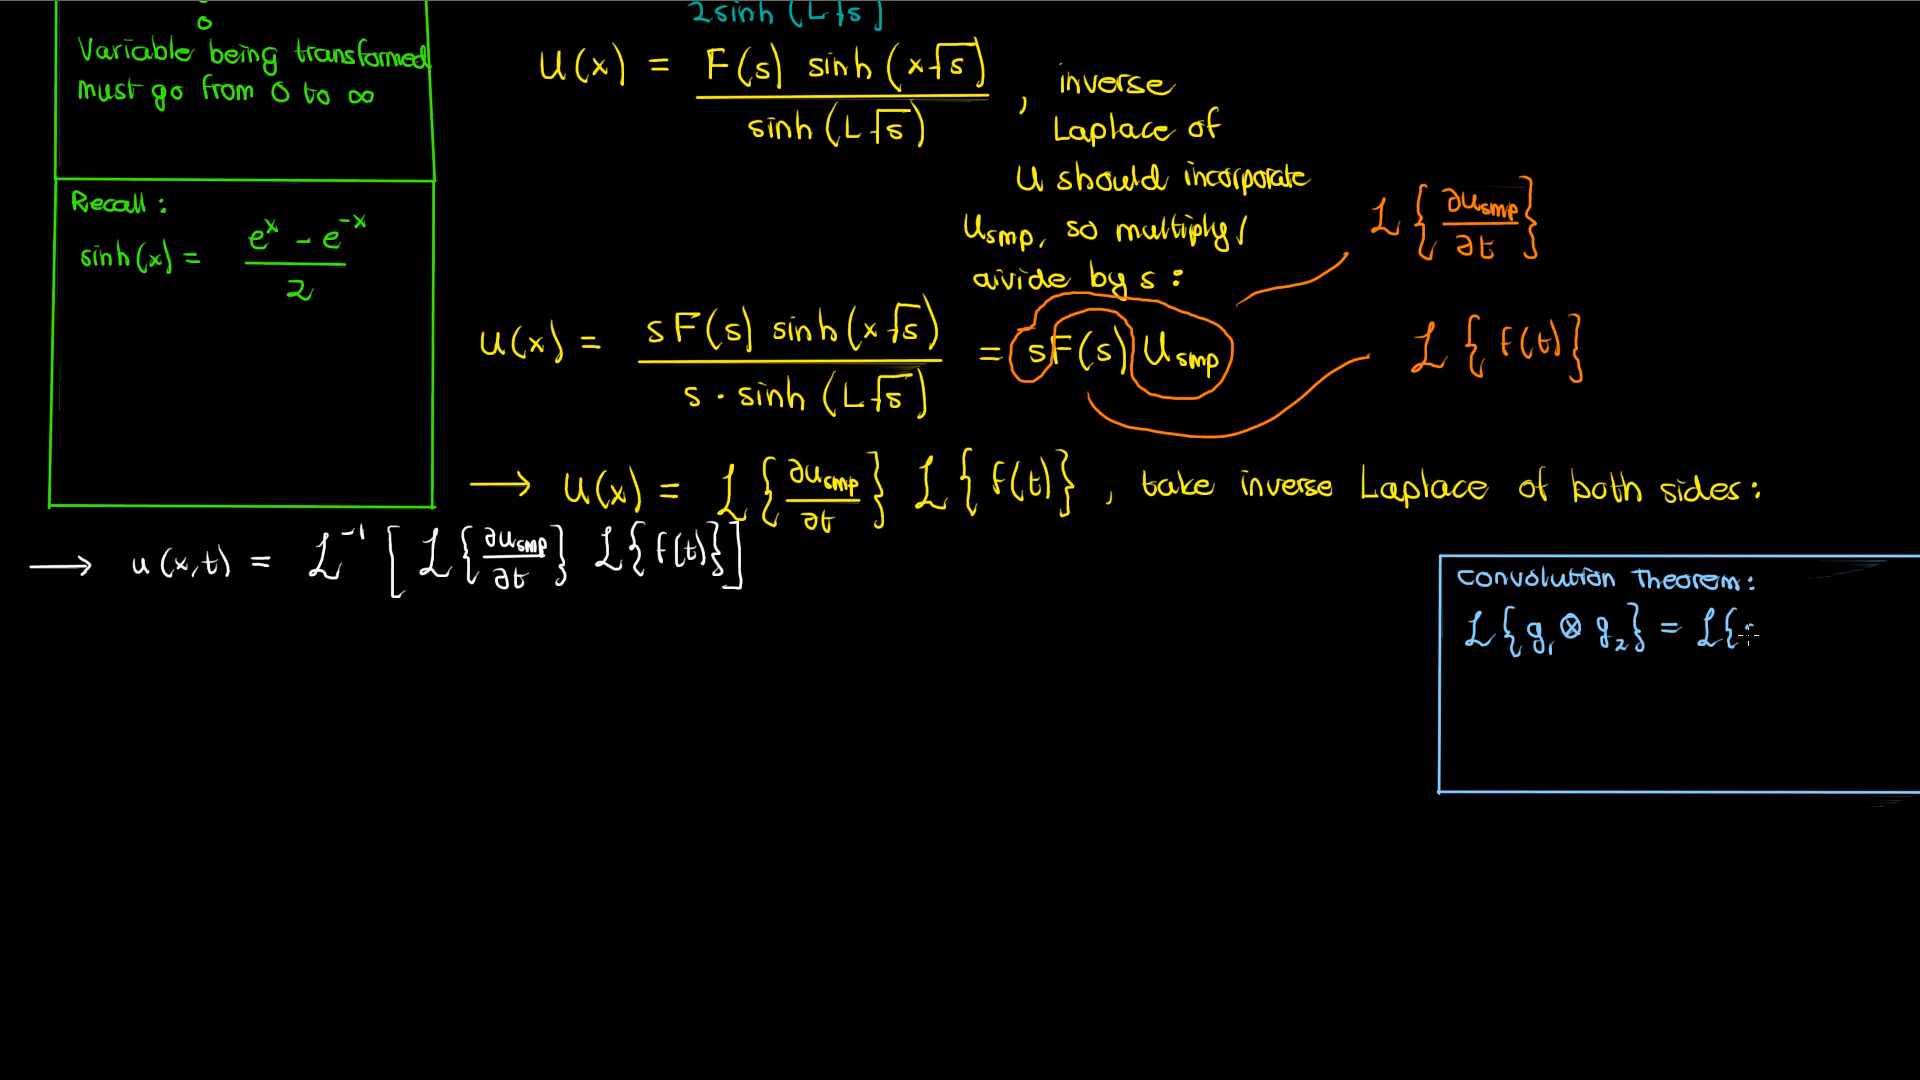 Variable being transformed
must go from 0 to ∞
Recall:
sinh(x) = (e^x - e^-x) / 2
2sinh(L√s)
U(x) = F(s) sinh(x√s) / sinh(L√s) , inverse
Laplace of
U should incorporate
Usmp, so multiply/
divide by s:
U(x) = sF(s) sinh(x√s) / s · sinh(L√s) = sF(s) Usmp
ℒ{∂usmp/∂t}
ℒ{f(t)}
→ U(x) = ℒ{∂usmp/∂t} ℒ{f(t)}, take inverse Laplace of both sides:
→ u(x,t) = ℒ^-1 [ℒ{∂usmp/∂t} ℒ{f(t)}]
Convolution Theorem:
ℒ{g₁ ⊗ g₂} = ℒ{